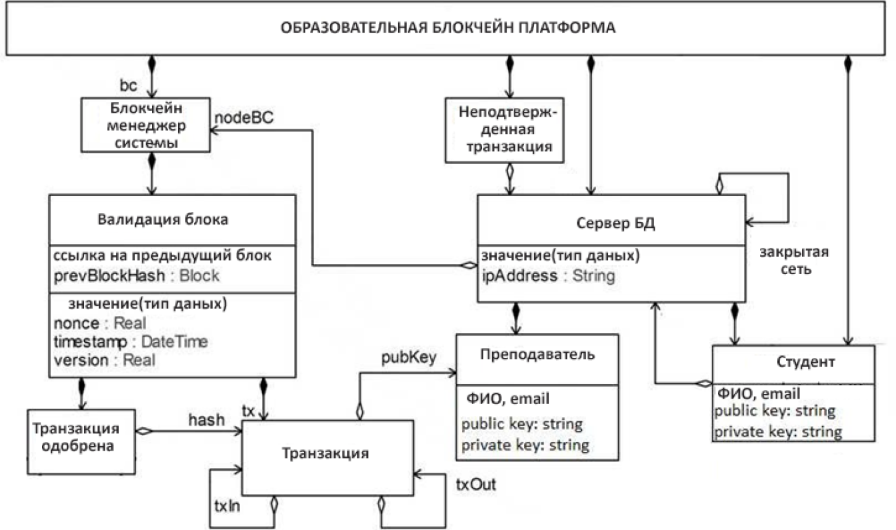 ОБРАЗОВАТЕЛЬНАЯ БЛОКЧЕЙН ПЛАТФОРМА
bc
Блокчейн
менеджер
системы
nodeBC
Неподтверж-
денная
транзакция
Валидация блока
ссылка на предыдущий блок
prevBlockHash : Block
значение(тип даных)
nonce : Real
timestamp : DateTime
version : Real
Сервер БД
значение(тип даных)
ipAddress : String
закрытая
сеть
Преподаватель
ФИО, email
public key: string
private key: string
Студент
ФИО, email
public key: string
private key: string
pubKey
Транзакция
одобрена
hash
tx
Транзакция
txIn
txOut